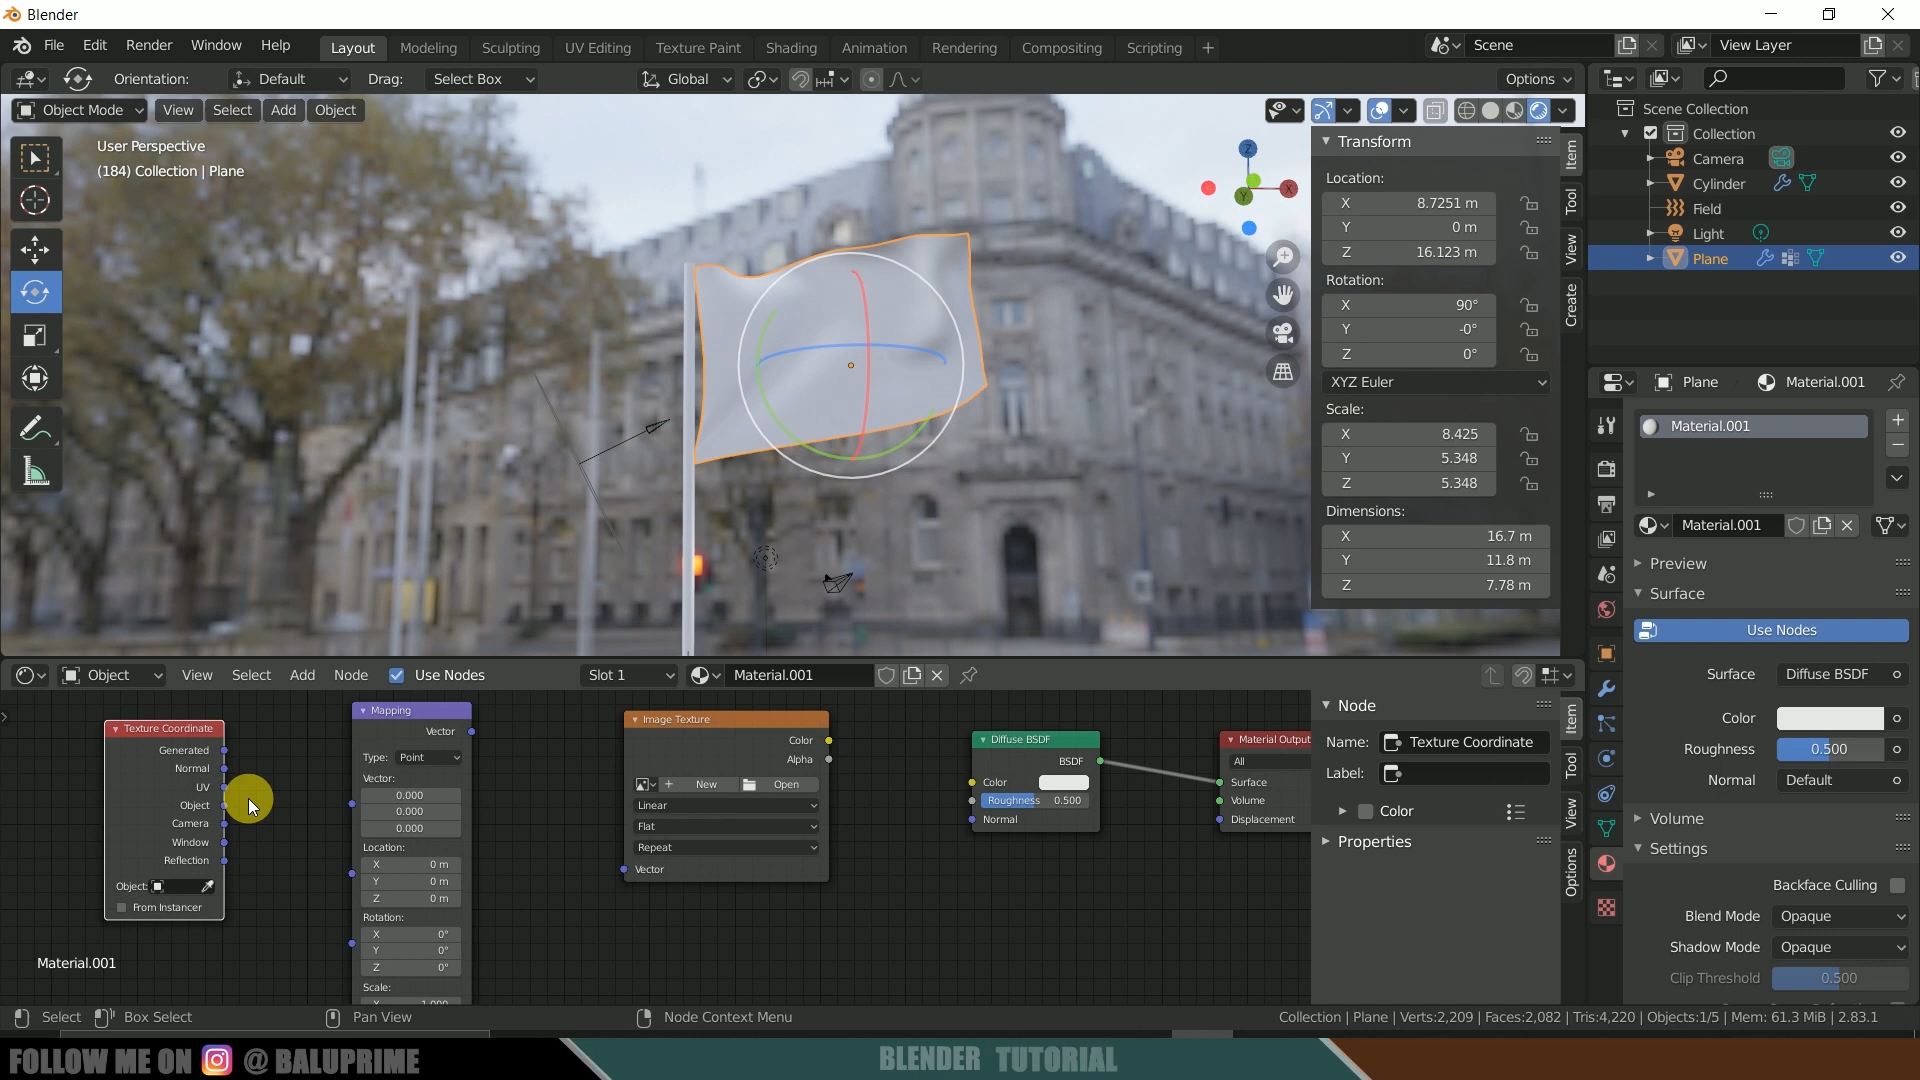 Blender
File Edit Render Window Help Layout Modeling Sculpting UV Editing Texture Paint Shading Animation Rendering Compositing Scripting + Scene View Layer
Orientation: Default Drag: Select Box Global Options
Object Mode View Select Add Object
User Perspective
(184) Collection | Plane
Z
X
Y
Transform
Location:
X 8.7251 m
Y 0 m
Z 16.123 m
Rotation:
X 90°
Y -0°
Z 0°
XYZ Euler
Scale:
X 8.425
Y 5.348
Z 5.348
Dimensions:
X 16.7 m
Y 11.8 m
Z 7.78 m
Item
Tool
View
Create
Scene Collection
Collection
Camera
Cylinder
Field
Light
Plane
Plane Material.001
Material.001
Material.001
Preview
Surface
Use Nodes
Surface Diffuse BSDF
Color
Roughness 0.500
Normal Default
Volume
Settings
Backface Culling
Blend Mode Opaque
Shadow Mode Opaque
Clip Threshold 0.500
Object View Select Add Node Use Nodes Slot 1 Material.001
Texture Coordinate
Generated
Normal
UV
Object
Camera
Window
Reflection
Object:
From Instancer
Material.001
Mapping
Vector
Type: Point
Vector:
0.000
0.000
0.000
Location:
X 0 m
Y 0 m
Z 0 m
Rotation:
X 0°
Y 0°
Z 0°
Scale:
X 1.000
Image Texture
Color
Alpha
New Open
Linear
Flat
Repeat
Vector
Diffuse BSDF
BSDF
Color
Roughness 0.500
Normal
Material Output
All
Surface
Volume
Displacement
Node
Name: Texture Coordinate
Label:
Color
Properties
Item
Tool
View
Options
Select Box Select Pan View Node Context Menu Collection | Plane | Verts:2,209 | Faces:2,082 | Tris:4,220 | Objects:1/5 | Mem: 61.3 MiB | 2.83.1
FOLLOW ME ON @ BALUPRIME BLENDER TUTORIAL